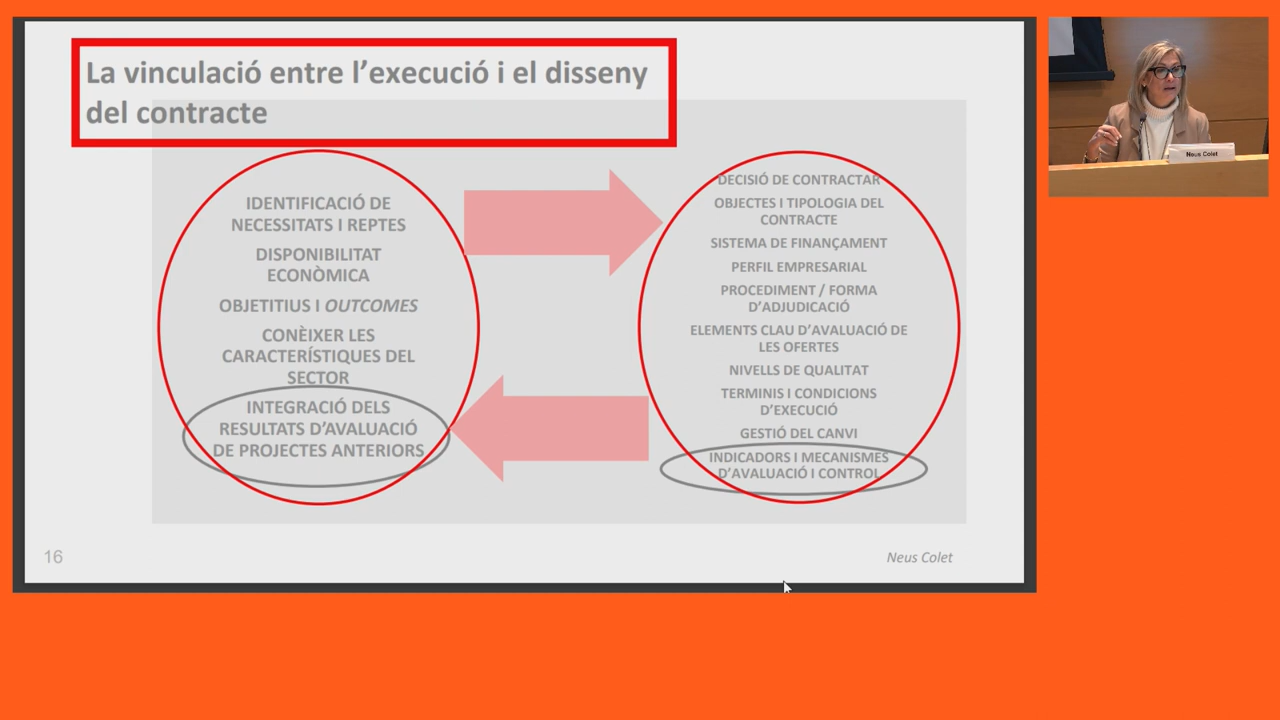 La vinculació entre l'execució i el disseny
del contracte
IDENTIFICACIÓ DE
NECESSITATS I REPTES
DISPONIBILITAT
ECONÒMICA
OBJETITIUS I OUTCOMES
CONÈIXER LES
CARACTERÍSTIQUES DEL
SECTOR
INTEGRACIÓ DELS
RESULTATS D'AVALUACIÓ
DE PROJECTES ANTERIORS
DECISIÓ DE CONTRACTAR
OBJECTES I TIPOLOGIA DEL
CONTRACTE
SISTEMA DE FINANÇAMENT
PERFIL EMPRESARIAL
PROCEDIMENT / FORMA
D'ADJUDICACIÓ
ELEMENTS CLAU D'AVALUACIÓ DE
LES OFERTES
NIVELLS DE QUALITAT
TERMINIS I CONDICIONS
D'EXECUCIÓ
GESTIÓ DEL CANVI
INDICADORS I MECANISMES
D'AVALUACIÓ I CONTROL
16
Neus Colet
Neus Colet